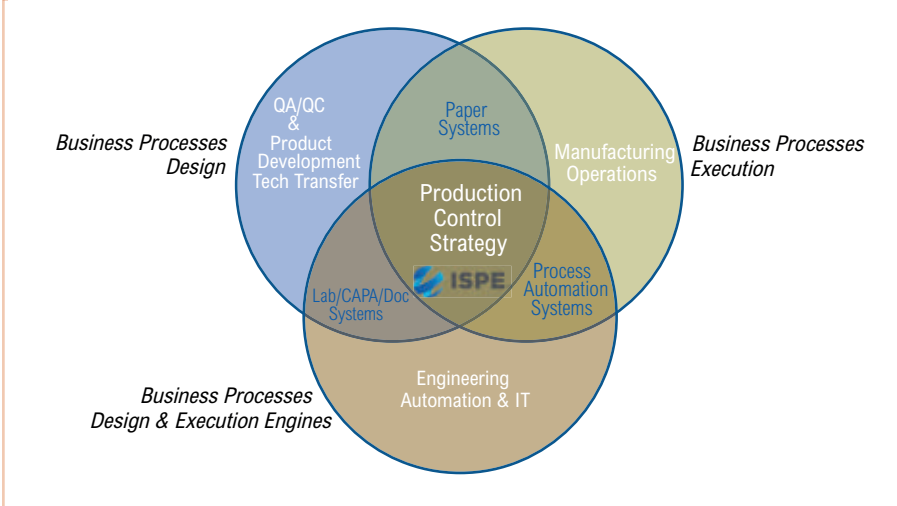 QA/QC
&
Product
Development
Tech Transfer
Paper
Systems
Business Processes
Design
Manufacturing
Operations
Business Processes
Execution
Production
Control
Strategy
ISPE
Lab/CAPA/Doc
Systems
Process
Automation
Systems
Engineering
Automation & IT
Business Processes
Design & Execution Engines